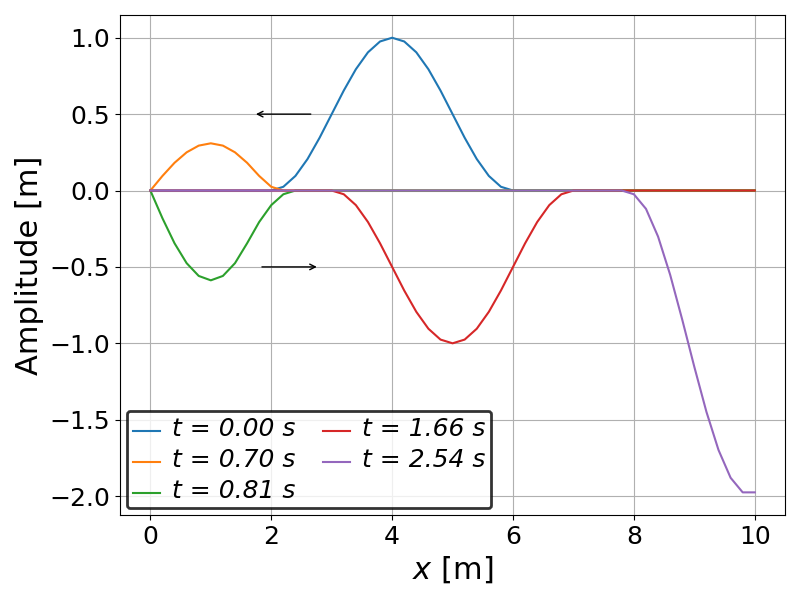 1.0
0.5
0.0
−0.5
−1.0
−1.5
−2.0
Amplitude [m]
t = 0.00 s
t = 0.70 s
t = 0.81 s
t = 1.66 s
t = 2.54 s
0 2 4 6 8 10
x [m]